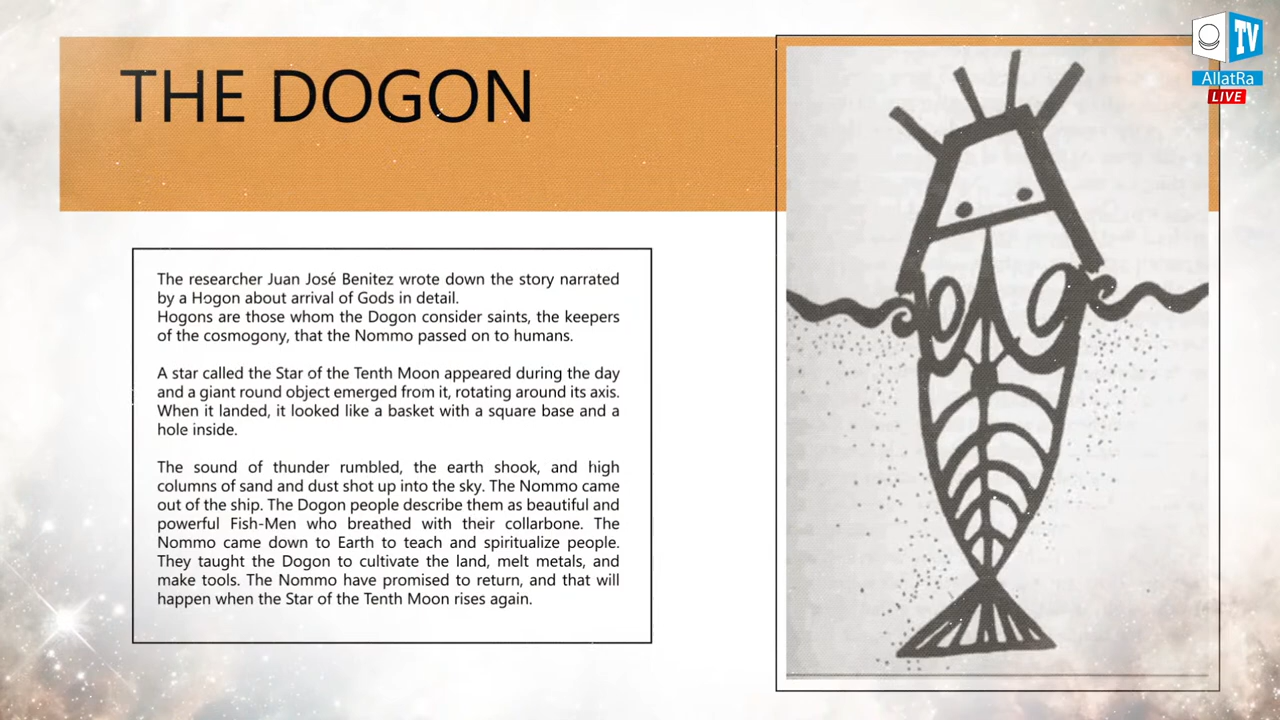 THE DOGON
TV
AllatRa
LIVE
The researcher Juan José Benitez wrote down the story narrated
by a Hogon about arrival of Gods in detail.
Hogons are those whom the Dogon consider saints, the keepers
of the cosmogony, that the Nommo passed on to humans.
A star called the Star of the Tenth Moon appeared during the day
and a giant round object emerged from it, rotating around its axis.
When it landed, it looked like a basket with a square base and a
hole inside.
The sound of thunder rumbled, the earth shook, and high
columns of sand and dust shot up into the sky. The Nommo came
out of the ship. The Dogon people describe them as beautiful and
powerful Fish-Men who breathed with their collarbone. The
Nommo came down to Earth to teach and spiritualize people.
They taught the Dogon to cultivate the land, melt metals, and
make tools. The Nommo have promised to return, and that will
happen when the Star of the Tenth Moon rises again.